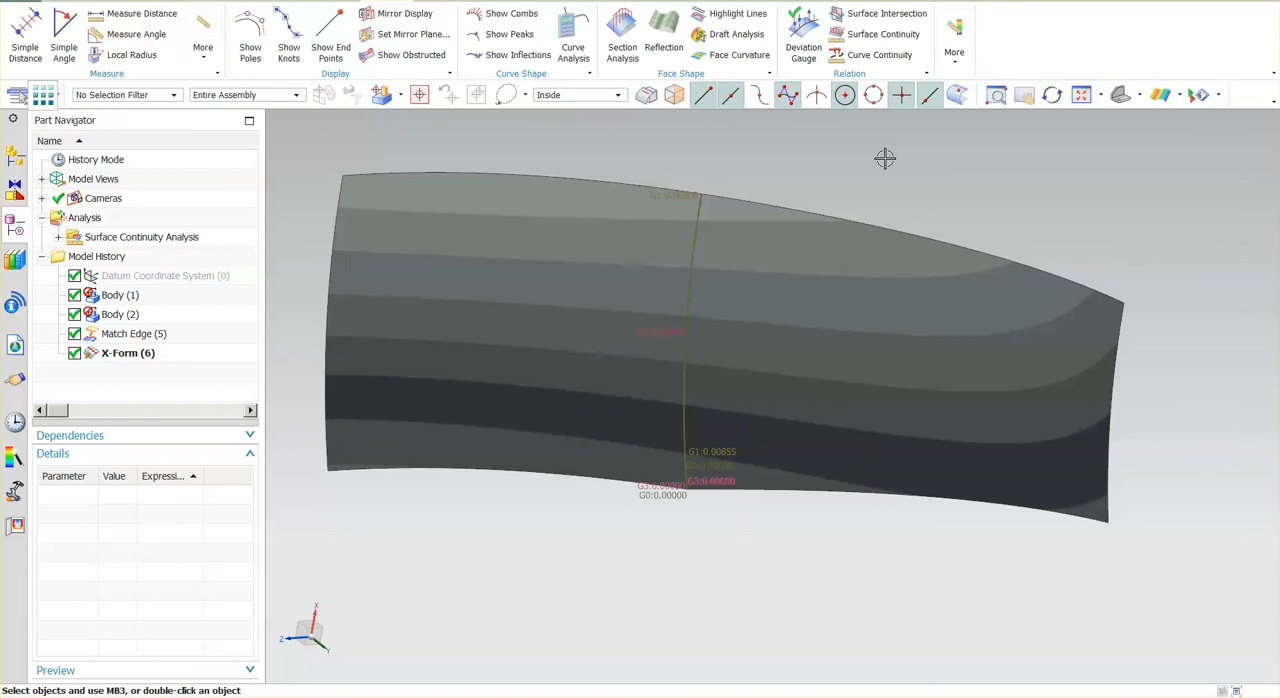 Simple Distance
Simple Angle
Measure Distance
Measure Angle
Local Radius
More
Measure
Show Poles
Show Knots
Show End Points
Mirror Display
Set Mirror Plane...
Show Obstructed
Display
Show Combs
Show Peaks
Show Inflections
Curve Analysis
Curve Shape
Section Analysis
Reflection
Highlight Lines
Draft Analysis
Face Curvature
Face Shape
Deviation Gauge
Surface Intersection
Surface Continuity
Curve Continuity
Relation
More
No Selection Filter
Entire Assembly
Inside
Part Navigator
Name
History Mode
Model Views
Cameras
Analysis
Surface Continuity Analysis
Model History
Datum Coordinate System (0)
Body (1)
Body (2)
Match Edge (5)
X-Form (6)
Dependencies
Details
Parameter Value Expressi...
Preview
G1:0.00000
G1:0.00855
G3:0.00000
G0:0.00000
X
Z
Y
Select objects and use MB3, or double-click an object